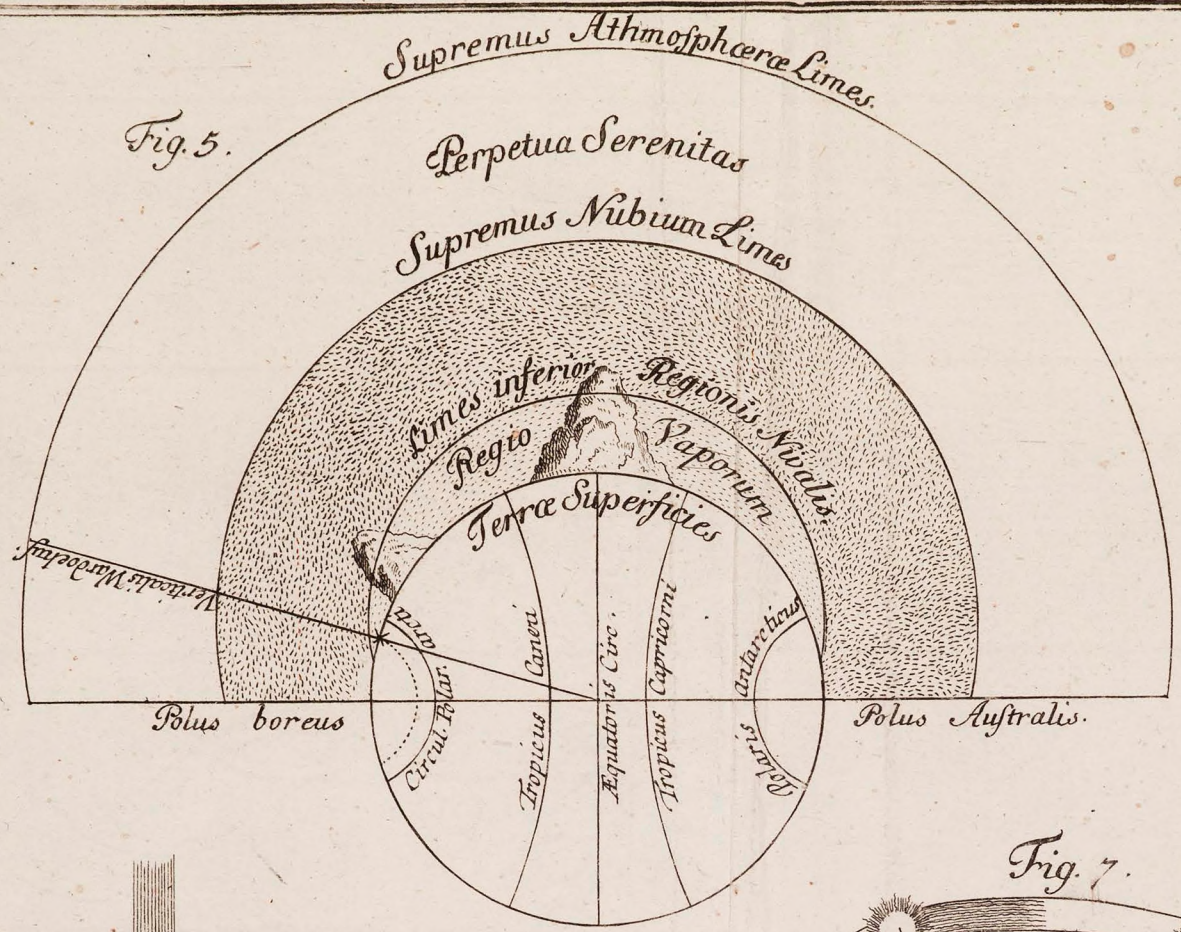 Supremus Athmosphæræ Limes.
Fig. 5.
Perpetua Serenitas
Supremus Nubium Limes
Limes inferior Regionis Nivalis.
Regio Vaporum
Terræ Superficies
Verticalis Wardoehus.
Circul. Polar. arcti
Tropicus Cancri
Æquatoris Circ.
Tropicus Capricorni
Polaris antarcticus
Polus boreus
Polus Australis.
Fig. 7.